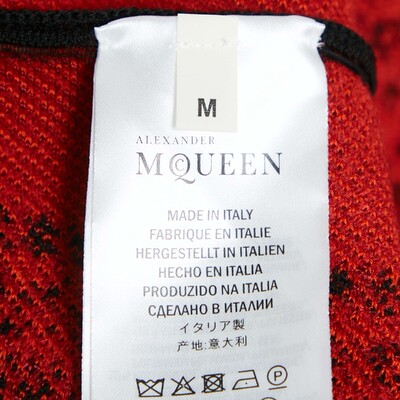 M
ALEXANDER
MCQUEEN
MADE IN ITALY
FABRIQUE EN ITALIE
HERGESTELLT IN ITALIEN
HECHO EN ITALIA
PRODUZIDO NA ITALIA
СДЕЛАНО В ИТАЛИИ
イタリア製
产地:意大利
P